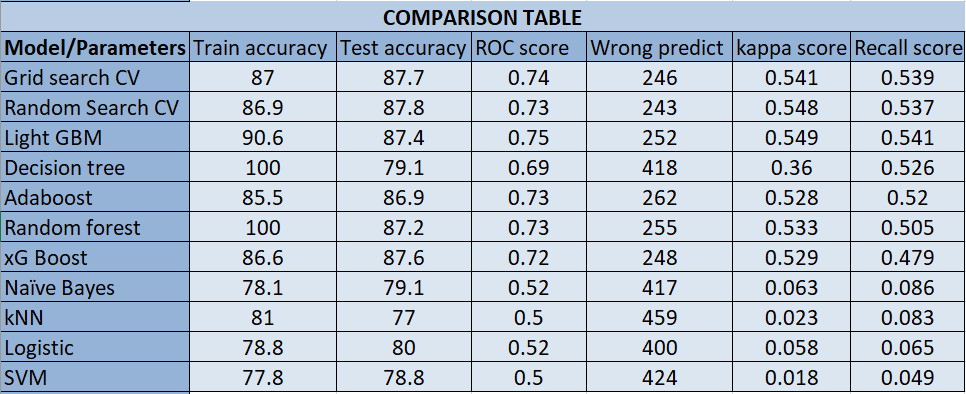 COMPARISON TABLE
Model/Parameters Train accuracy Test accuracy ROC score Wrong predict kappa score Recall score
Grid search CV 87 87.7 0.74 246 0.541 0.539
Random Search CV 86.9 87.8 0.73 243 0.548 0.537
Light GBM 90.6 87.4 0.75 252 0.549 0.541
Decision tree 100 79.1 0.69 418 0.36 0.526
Adaboost 85.5 86.9 0.73 262 0.528 0.52
Random forest 100 87.2 0.73 255 0.533 0.505
xG Boost 86.6 87.6 0.72 248 0.529 0.479
Naïve Bayes 78.1 79.1 0.52 417 0.063 0.086
kNN 81 77 0.5 459 0.023 0.083
Logistic 78.8 80 0.52 400 0.058 0.065
SVM 77.8 78.8 0.5 424 0.018 0.049